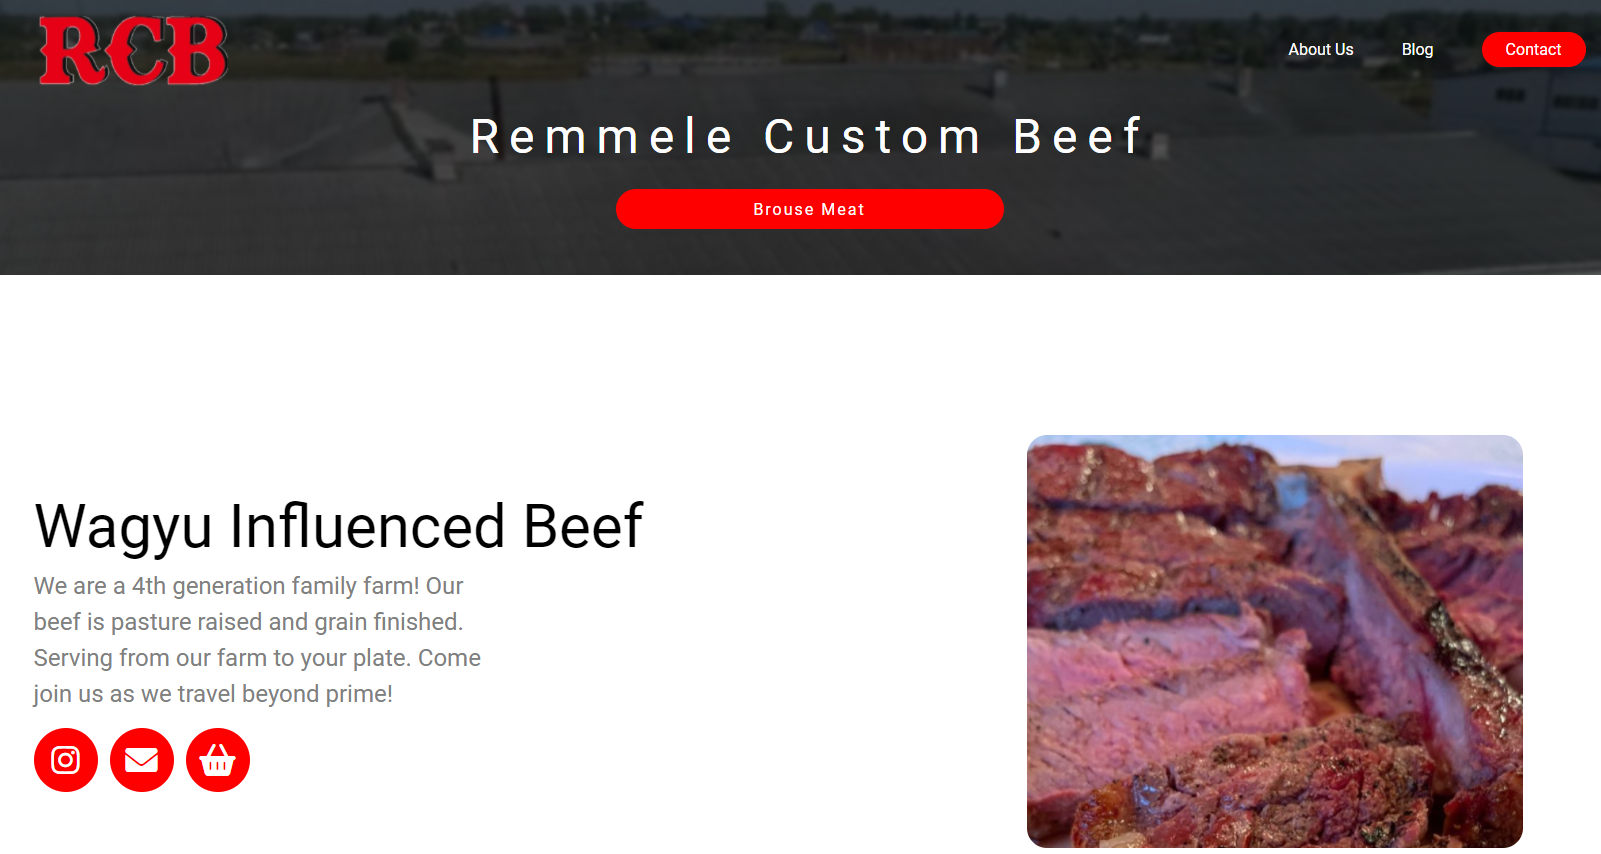 RCB
About Us
Blog
Contact
Remmele Custom Beef
Brouse Meat
Wagyu Influenced Beef
We are a 4th generation family farm! Our
beef is pasture raised and grain finished.
Serving from our farm to your plate. Come
join us as we travel beyond prime!